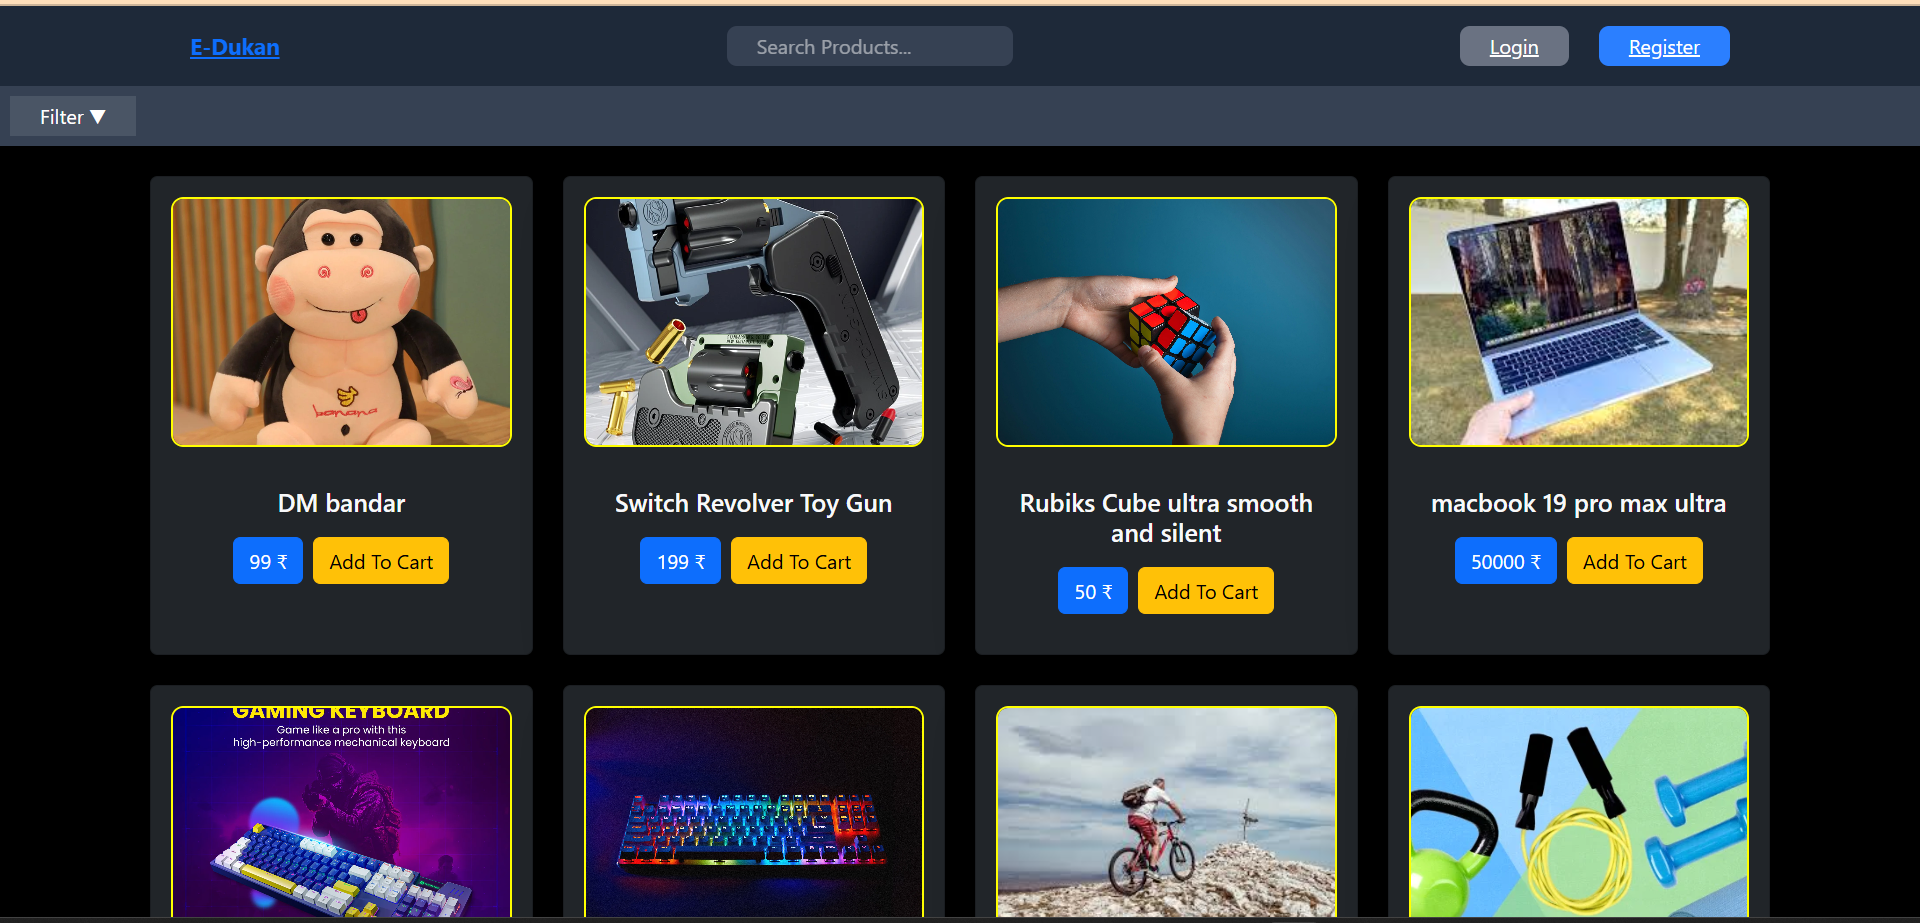 E-Dukan
Search Products...
Login
Register
Filter ▼
banana
DM bandar
99 ₹
Add To Cart
Switch Revolver Toy Gun
199 ₹
Add To Cart
Rubiks Cube ultra smooth
and silent
50 ₹
Add To Cart
macbook 19 pro max ultra
50000 ₹
Add To Cart
GAMING KEYBOARD
Game like a pro with this
high-performance mechanical keyboard